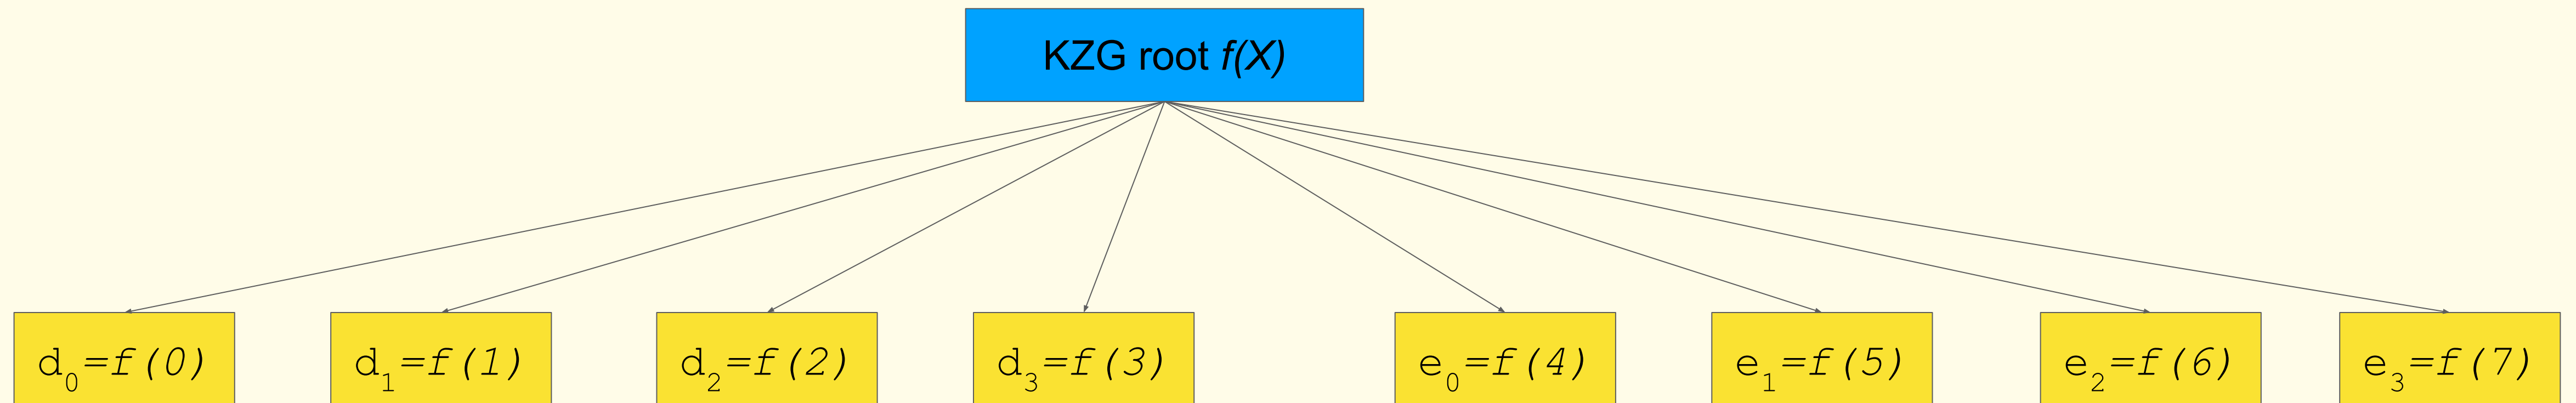 KZG root f(X)
d₀=f(0)
d₁=f(1)
d₂=f(2)
d₃=f(3)
e₀=f(4)
e₁=f(5)
e₂=f(6)
e₃=f(7)